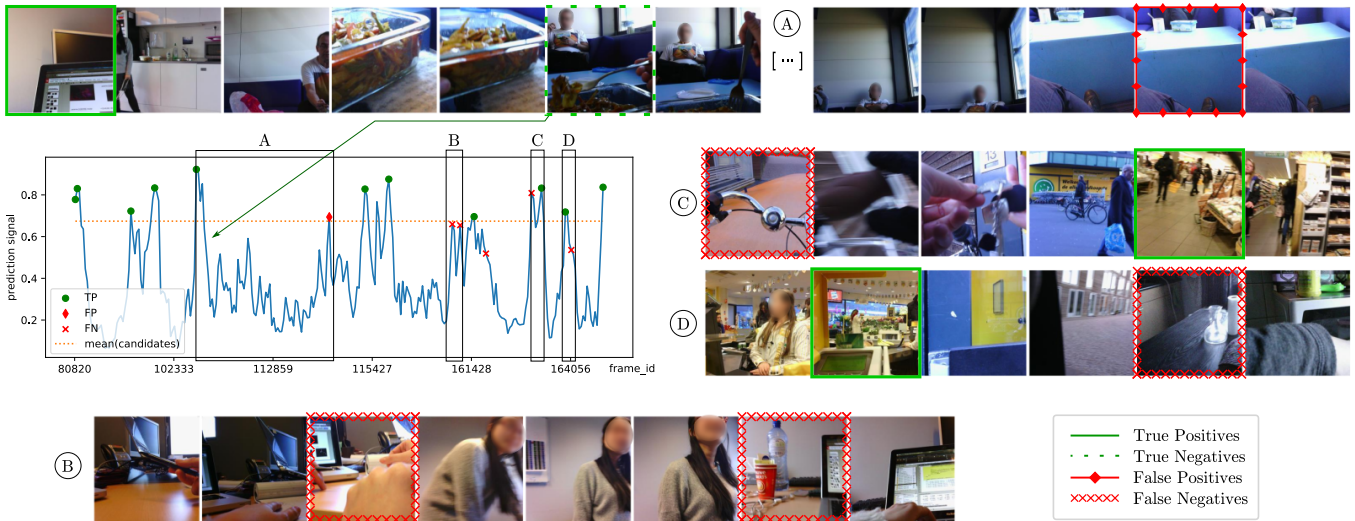 A
[ ... ]
A
B
C
D
prediction signal
0.8
0.6
0.4
0.2
TP
FP
FN
mean(candidates)
80820
102333
112859
115427
161428
164056
frame_id
C
13
D
B
True Positives
True Negatives
False Positives
False Negatives